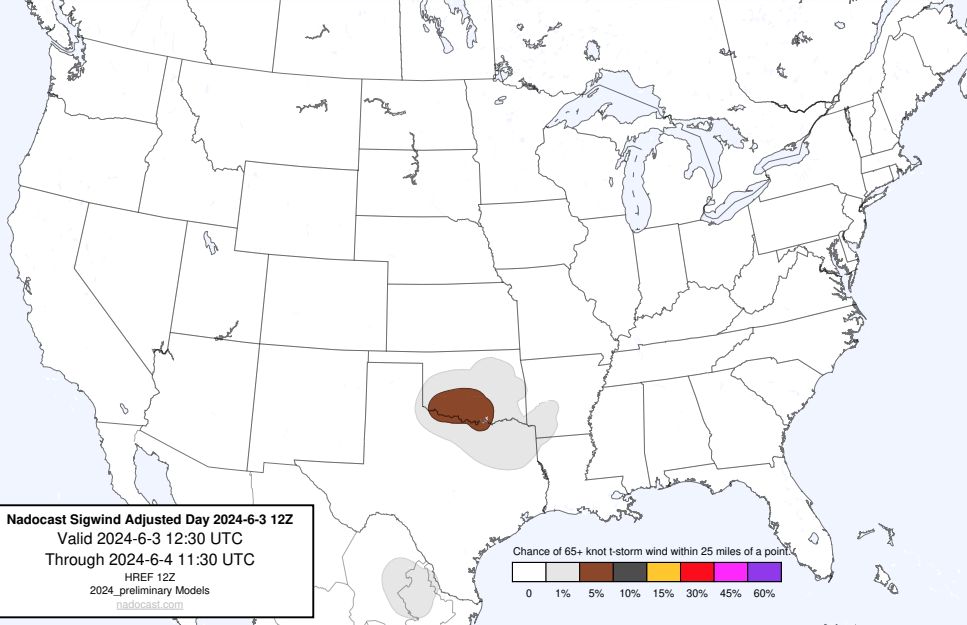 Nadocast Sigwind Adjusted Day 2024-6-3 12Z
Valid 2024-6-3 12:30 UTC
Through 2024-6-4 11:30 UTC
HREF 12Z
2024_preliminary Models
nadocast.com
Chance of 65+ knot t-storm wind within 25 miles of a point.
0 1% 5% 10% 15% 30% 45% 60%